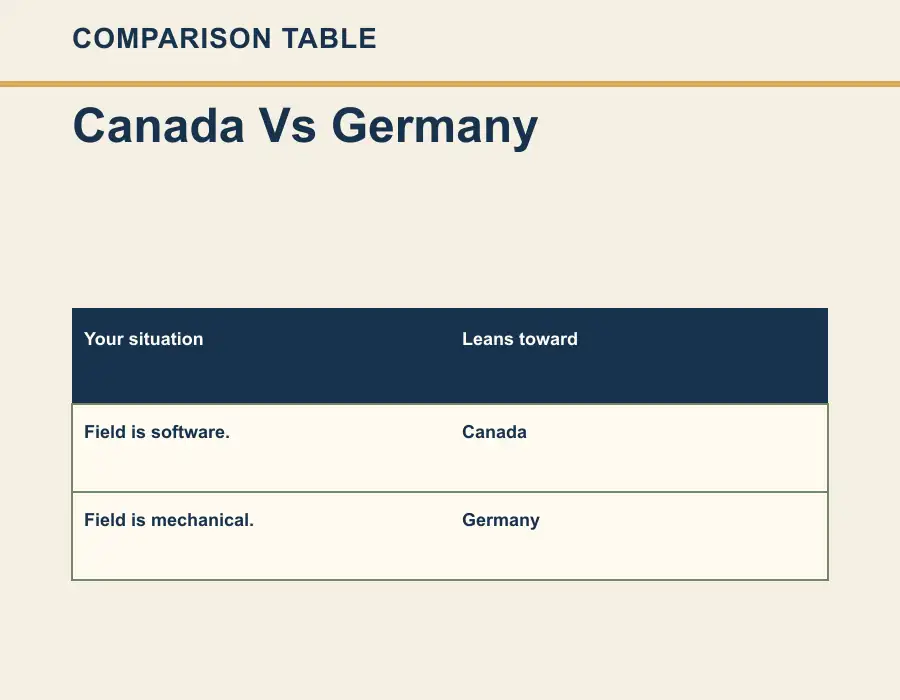 COMPARISON TABLE
Canada Vs Germany
Your situation Leans toward
Field is software. Canada
Field is mechanical. Germany